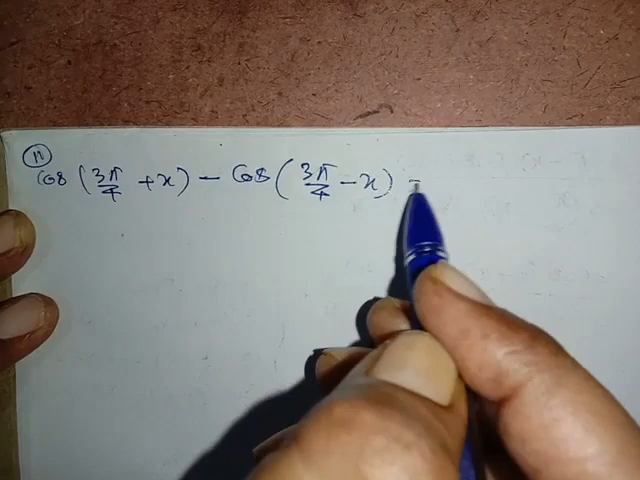 11
Cos (3π/4 + x) - Cos (3π/4 - x) =